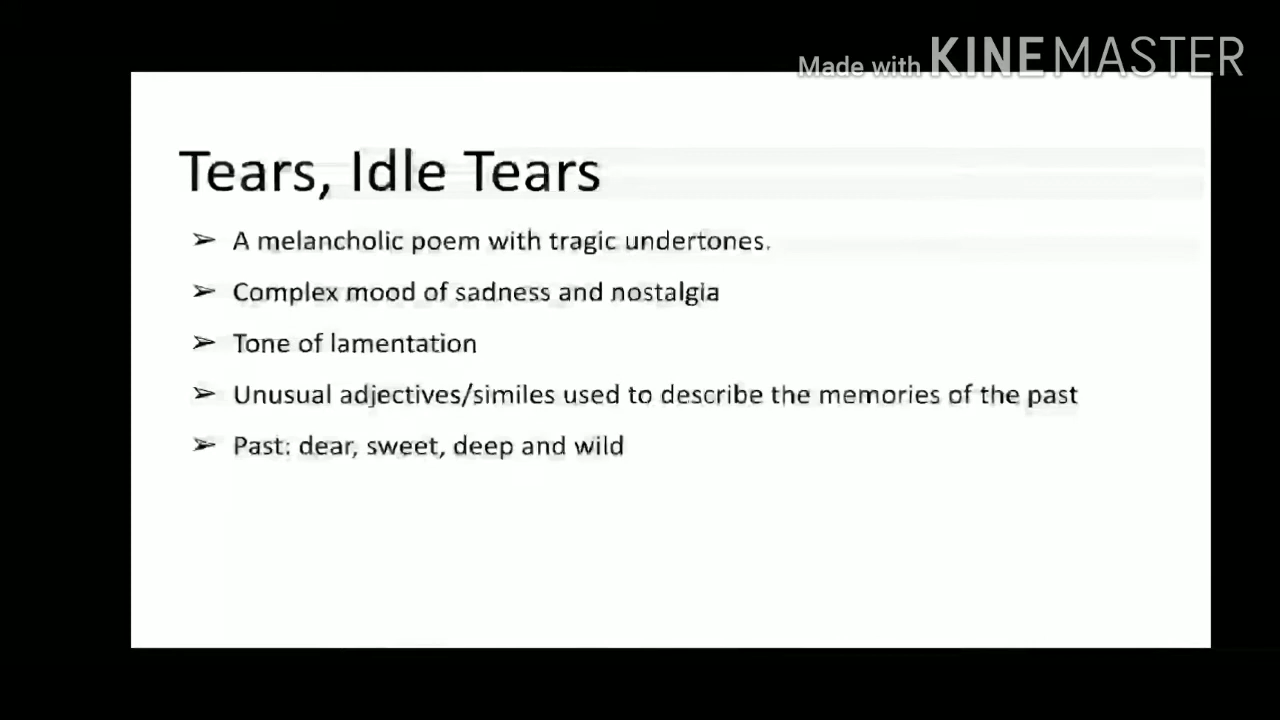 Made with KINEMASTER
Tears, Idle Tears
➢ A melancholic poem with tragic undertones.
➢ Complex mood of sadness and nostalgia
➢ Tone of lamentation
➢ Unusual adjectives/similes used to describe the memories of the past
➢ Past: dear, sweet, deep and wild